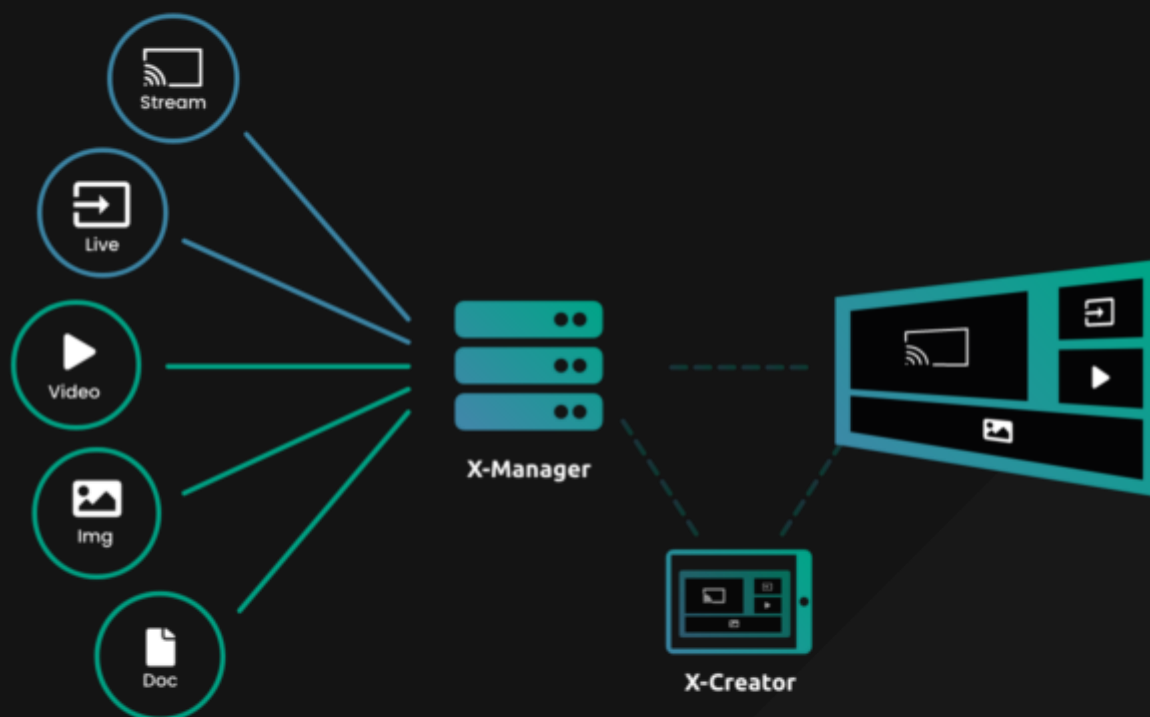 Stream
Live
Video
Img
Doc
X-Manager
X-Creator